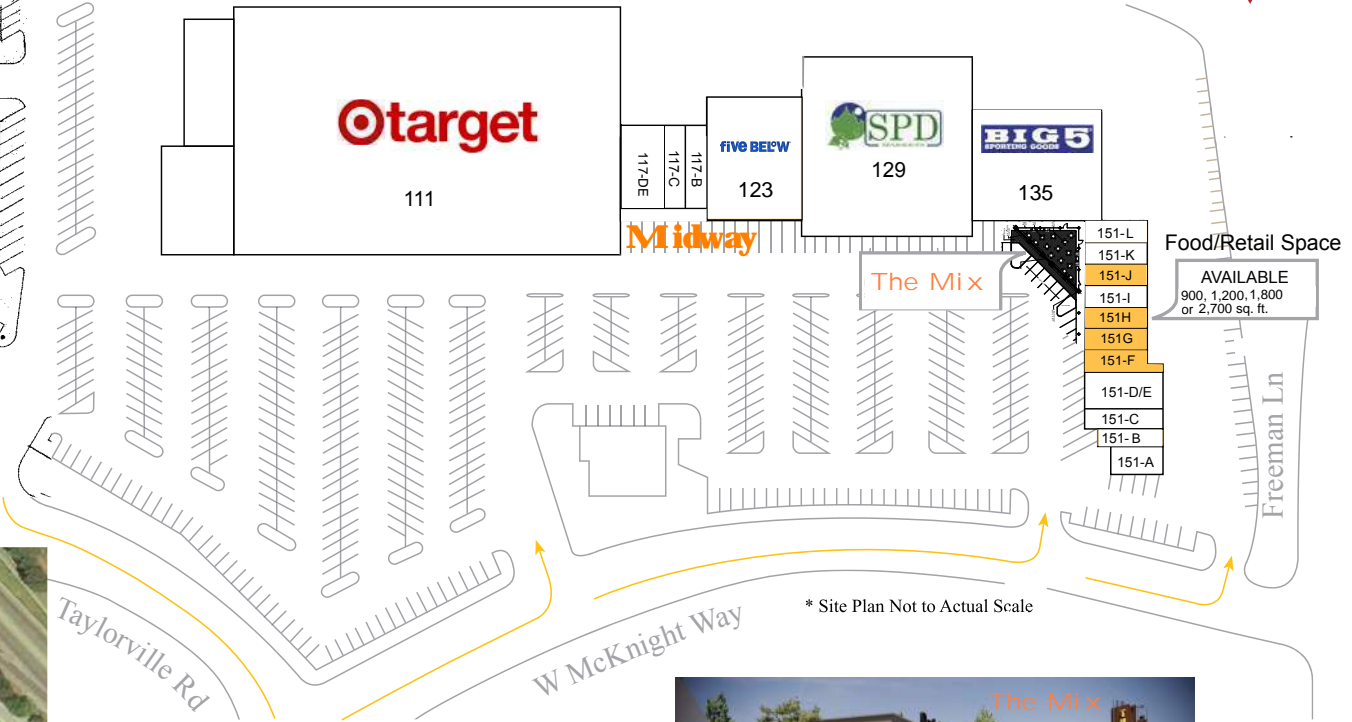 target
111
117-DE
117-C
117-B
five BEL°W
123
SPD
129
BIG 5
SPORTING GOODS
135
Midway
The Mix
151-L
151-K
151-J
151-I
151H
151G
151-F
151-D/E
151-C
151- B
151-A
Food/Retail Space
AVAILABLE
900, 1,200, 1,800
or 2,700 sq. ft.
Freeman Ln
* Site Plan Not to Actual Scale
Taylorville Rd
W McKnight Way
The Mix